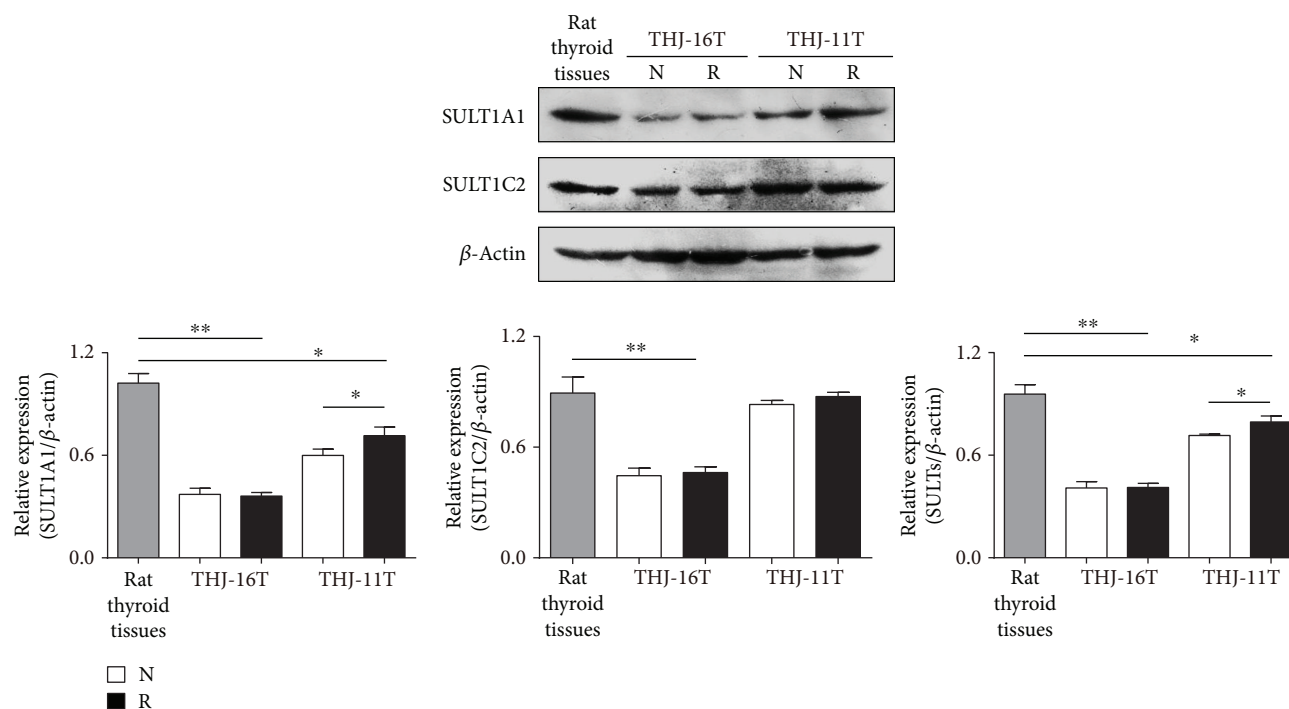 Rat
thyroid
tissues
THJ-16T
THJ-11T
N
R
N
R
SULT1A1
SULT1C2
β-Actin
Relative expression
(SULT1A1/β-actin)
1.2
0.6
0.0
**
*
*
Rat
thyroid
tissues
THJ-16T
THJ-11T
Relative expression
(SULT1C2/β-actin)
1.2
0.6
0.0
**
Rat
thyroid
tissues
THJ-16T
THJ-11T
Relative expression
(SULTs/β-actin)
1.2
0.6
0.0
**
*
*
Rat
thyroid
tissues
THJ-16T
THJ-11T
N
R